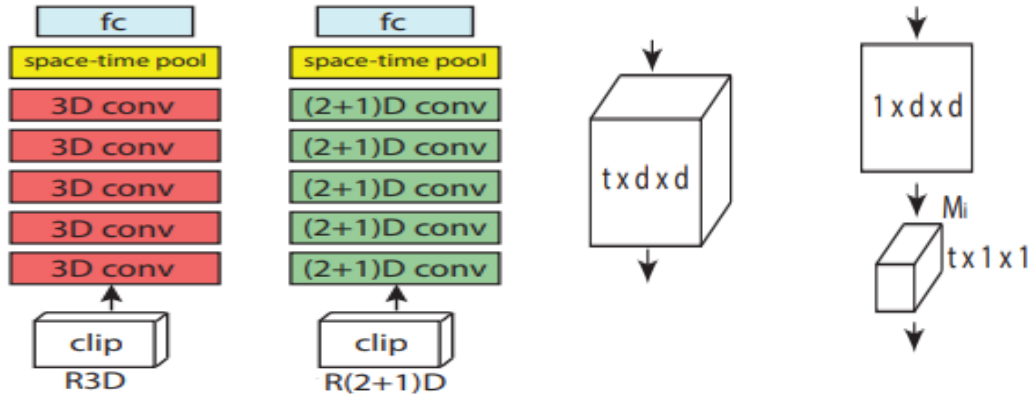 fc
space-time pool
3D conv
3D conv
3D conv
3D conv
3D conv
clip
R3D
fc
space-time pool
(2+1)D conv
(2+1)D conv
(2+1)D conv
(2+1)D conv
(2+1)D conv
clip
R(2+1)D
t x d x d
1 x d x d
Mi
t x 1 x 1